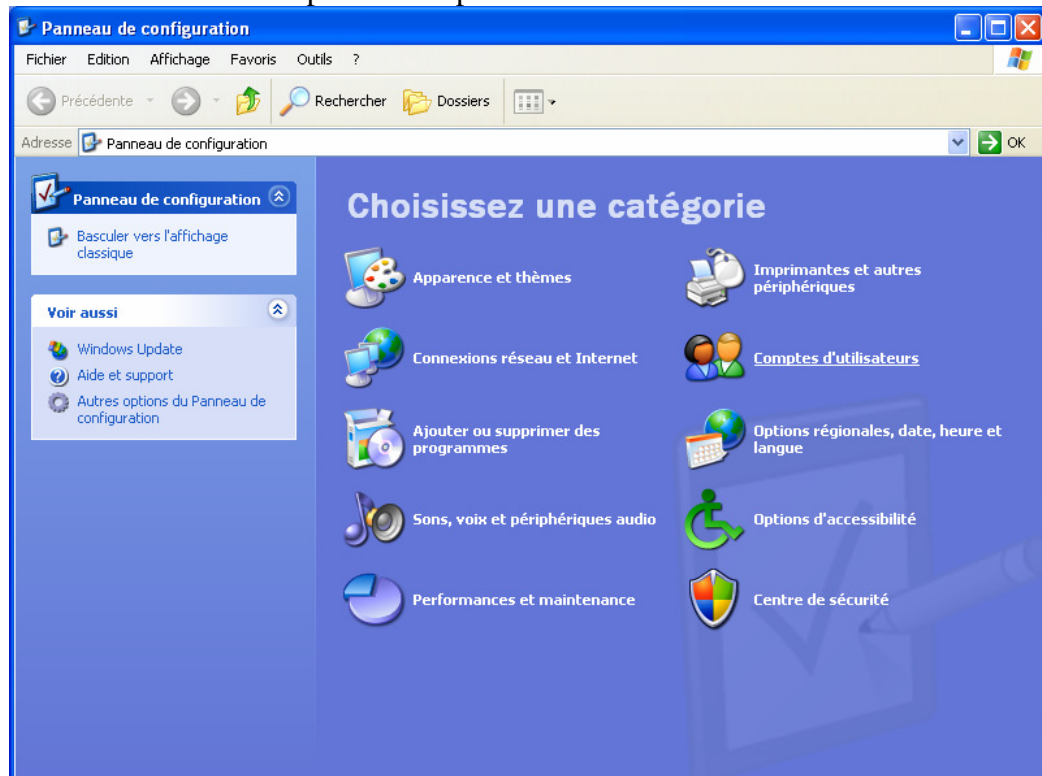 Panneau de configuration
Fichier Edition Affichage Favoris Outils ?
Précédente Rechercher Dossiers
Adresse Panneau de configuration OK
Panneau de configuration
Basculer vers l'affichage
classique
Voir aussi
Windows Update
Aide et support
Autres options du Panneau de
configuration
Choisissez une catégorie
Apparence et thèmes
Imprimantes et autres
périphériques
Connexions réseau et Internet
Comptes d'utilisateurs
Ajouter ou supprimer des
programmes
Options régionales, date, heure et
langue
Sons, voix et périphériques audio
Options d'accessibilité
Performances et maintenance
Centre de sécurité